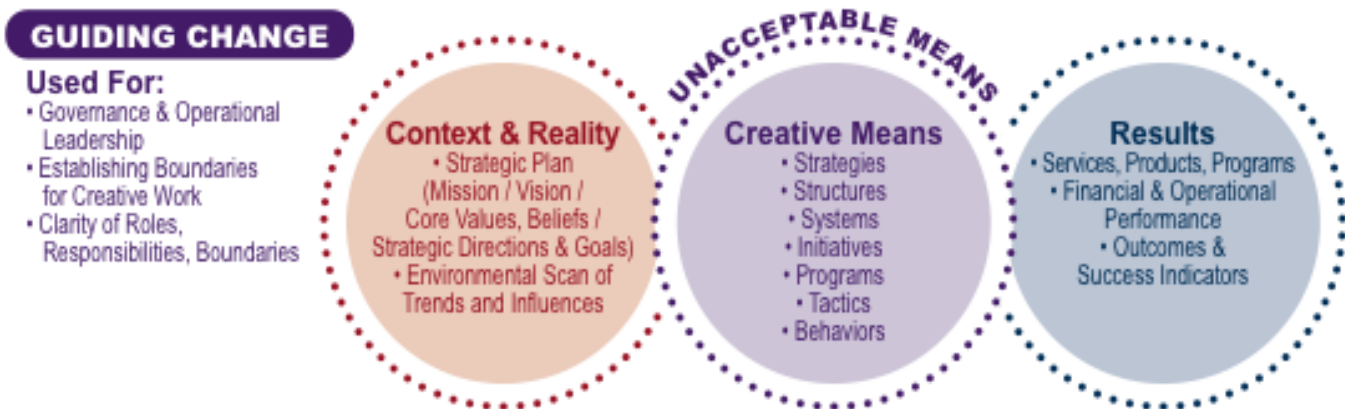 GUIDING CHANGE
Used For:
• Governance & Operational
Leadership
• Establishing Boundaries
for Creative Work
• Clarity of Roles,
Responsibilities, Boundaries
Context & Reality
• Strategic Plan
(Mission / Vision /
Core Values, Beliefs /
Strategic Directions & Goals)
• Environmental Scan of
Trends and Influences
UNACCEPTABLE MEANS
Creative Means
• Strategies
• Structures
• Systems
• Initiatives
• Programs
• Tactics
• Behaviors
Results
• Services, Products, Programs
• Financial & Operational
Performance
• Outcomes &
Success Indicators